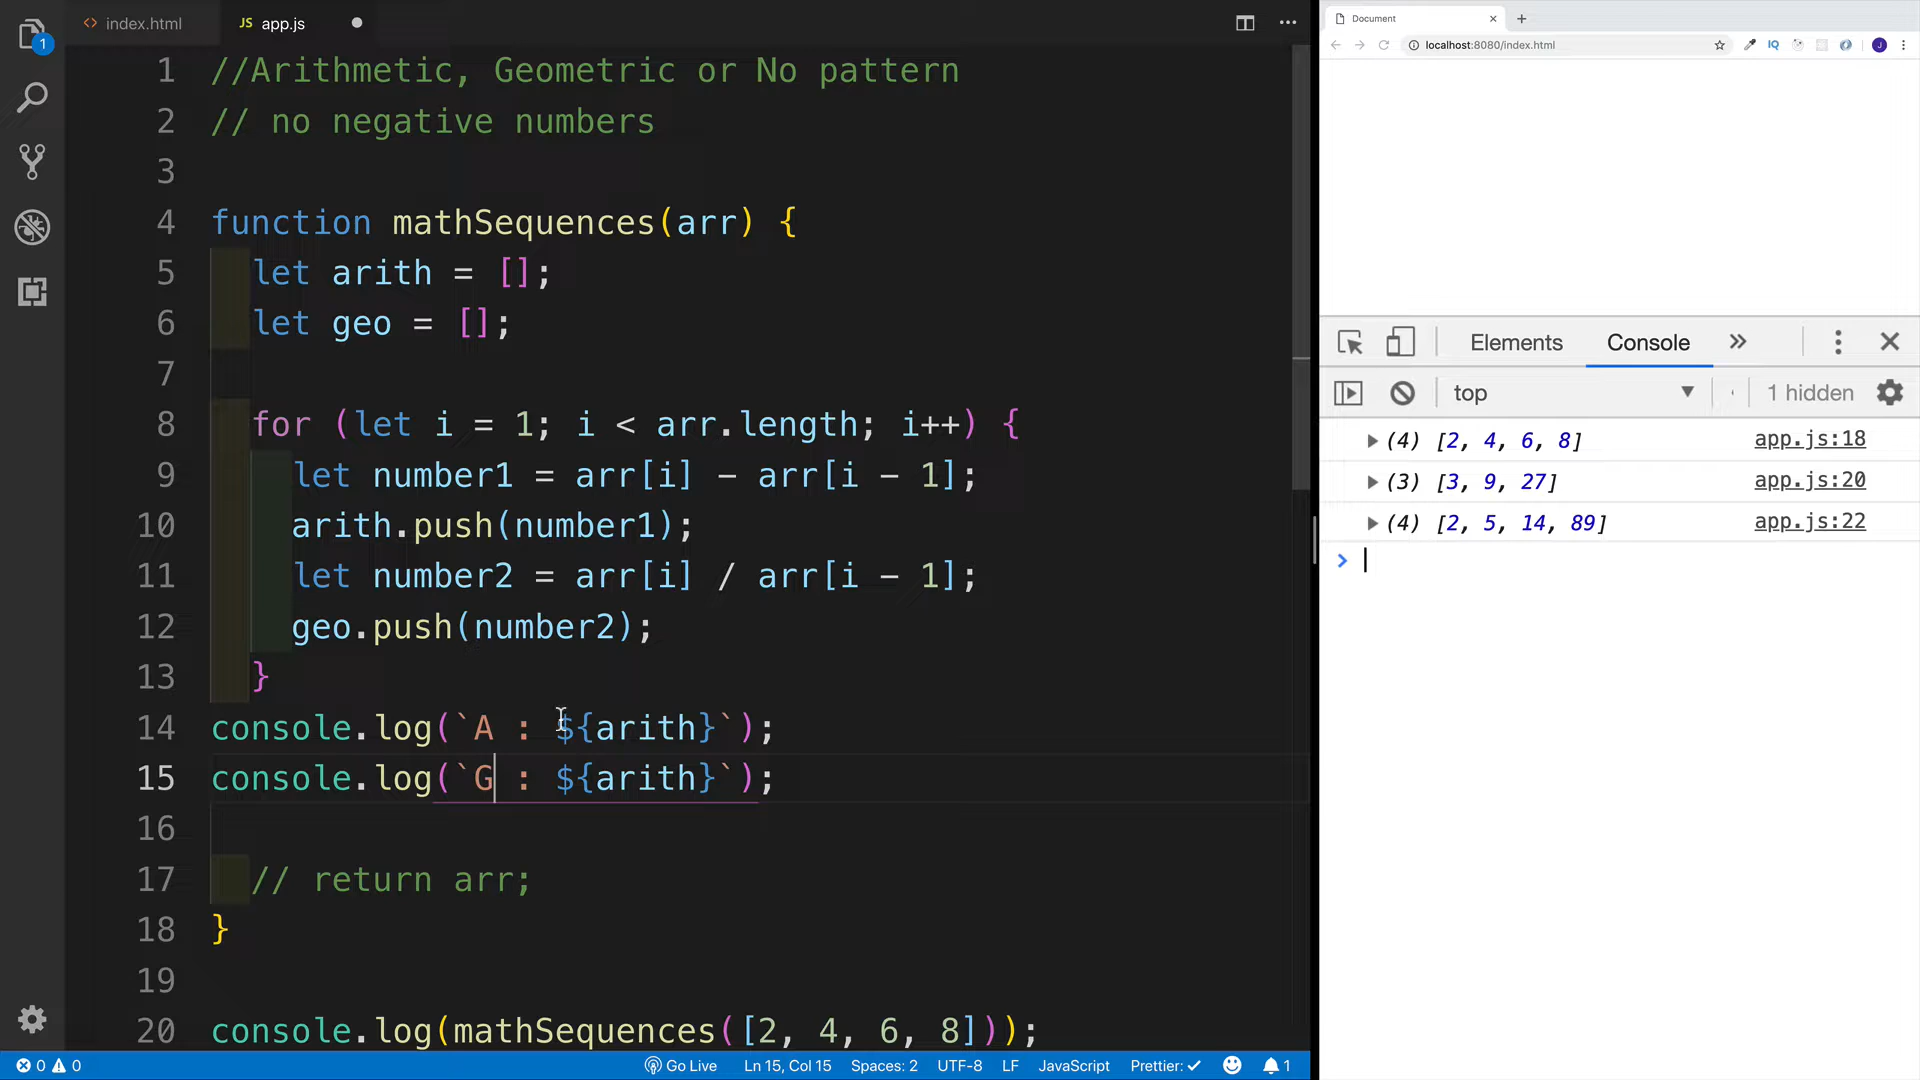 index.html
JS app.js
1 //Arithmetic, Geometric or No pattern
2 // no negative numbers
3
4 function mathSequences(arr) {
5 let arith = [];
6 let geo = [];
7
8 for (let i = 1; i < arr.length; i++) {
9 let number1 = arr[i] - arr[i - 1];
10 arith.push(number1);
11 let number2 = arr[i] / arr[i - 1];
12 geo.push(number2);
13 }
14 console.log(`A : ${arith}`);
15 console.log(`G : ${arith}`);
16
17 // return arr;
18 }
19
20 console.log(mathSequences([2, 4, 6, 8]));
1
0 0
Go Live
Ln 15, Col 15
Spaces: 2
UTF-8
LF
JavaScript
Prettier: ✓
1
Document
localhost:8080/index.html
IQ
J
Elements
Console
top
1 hidden
(4) [2, 4, 6, 8] app.js:18
(3) [3, 9, 27] app.js:20
(4) [2, 5, 14, 89] app.js:22